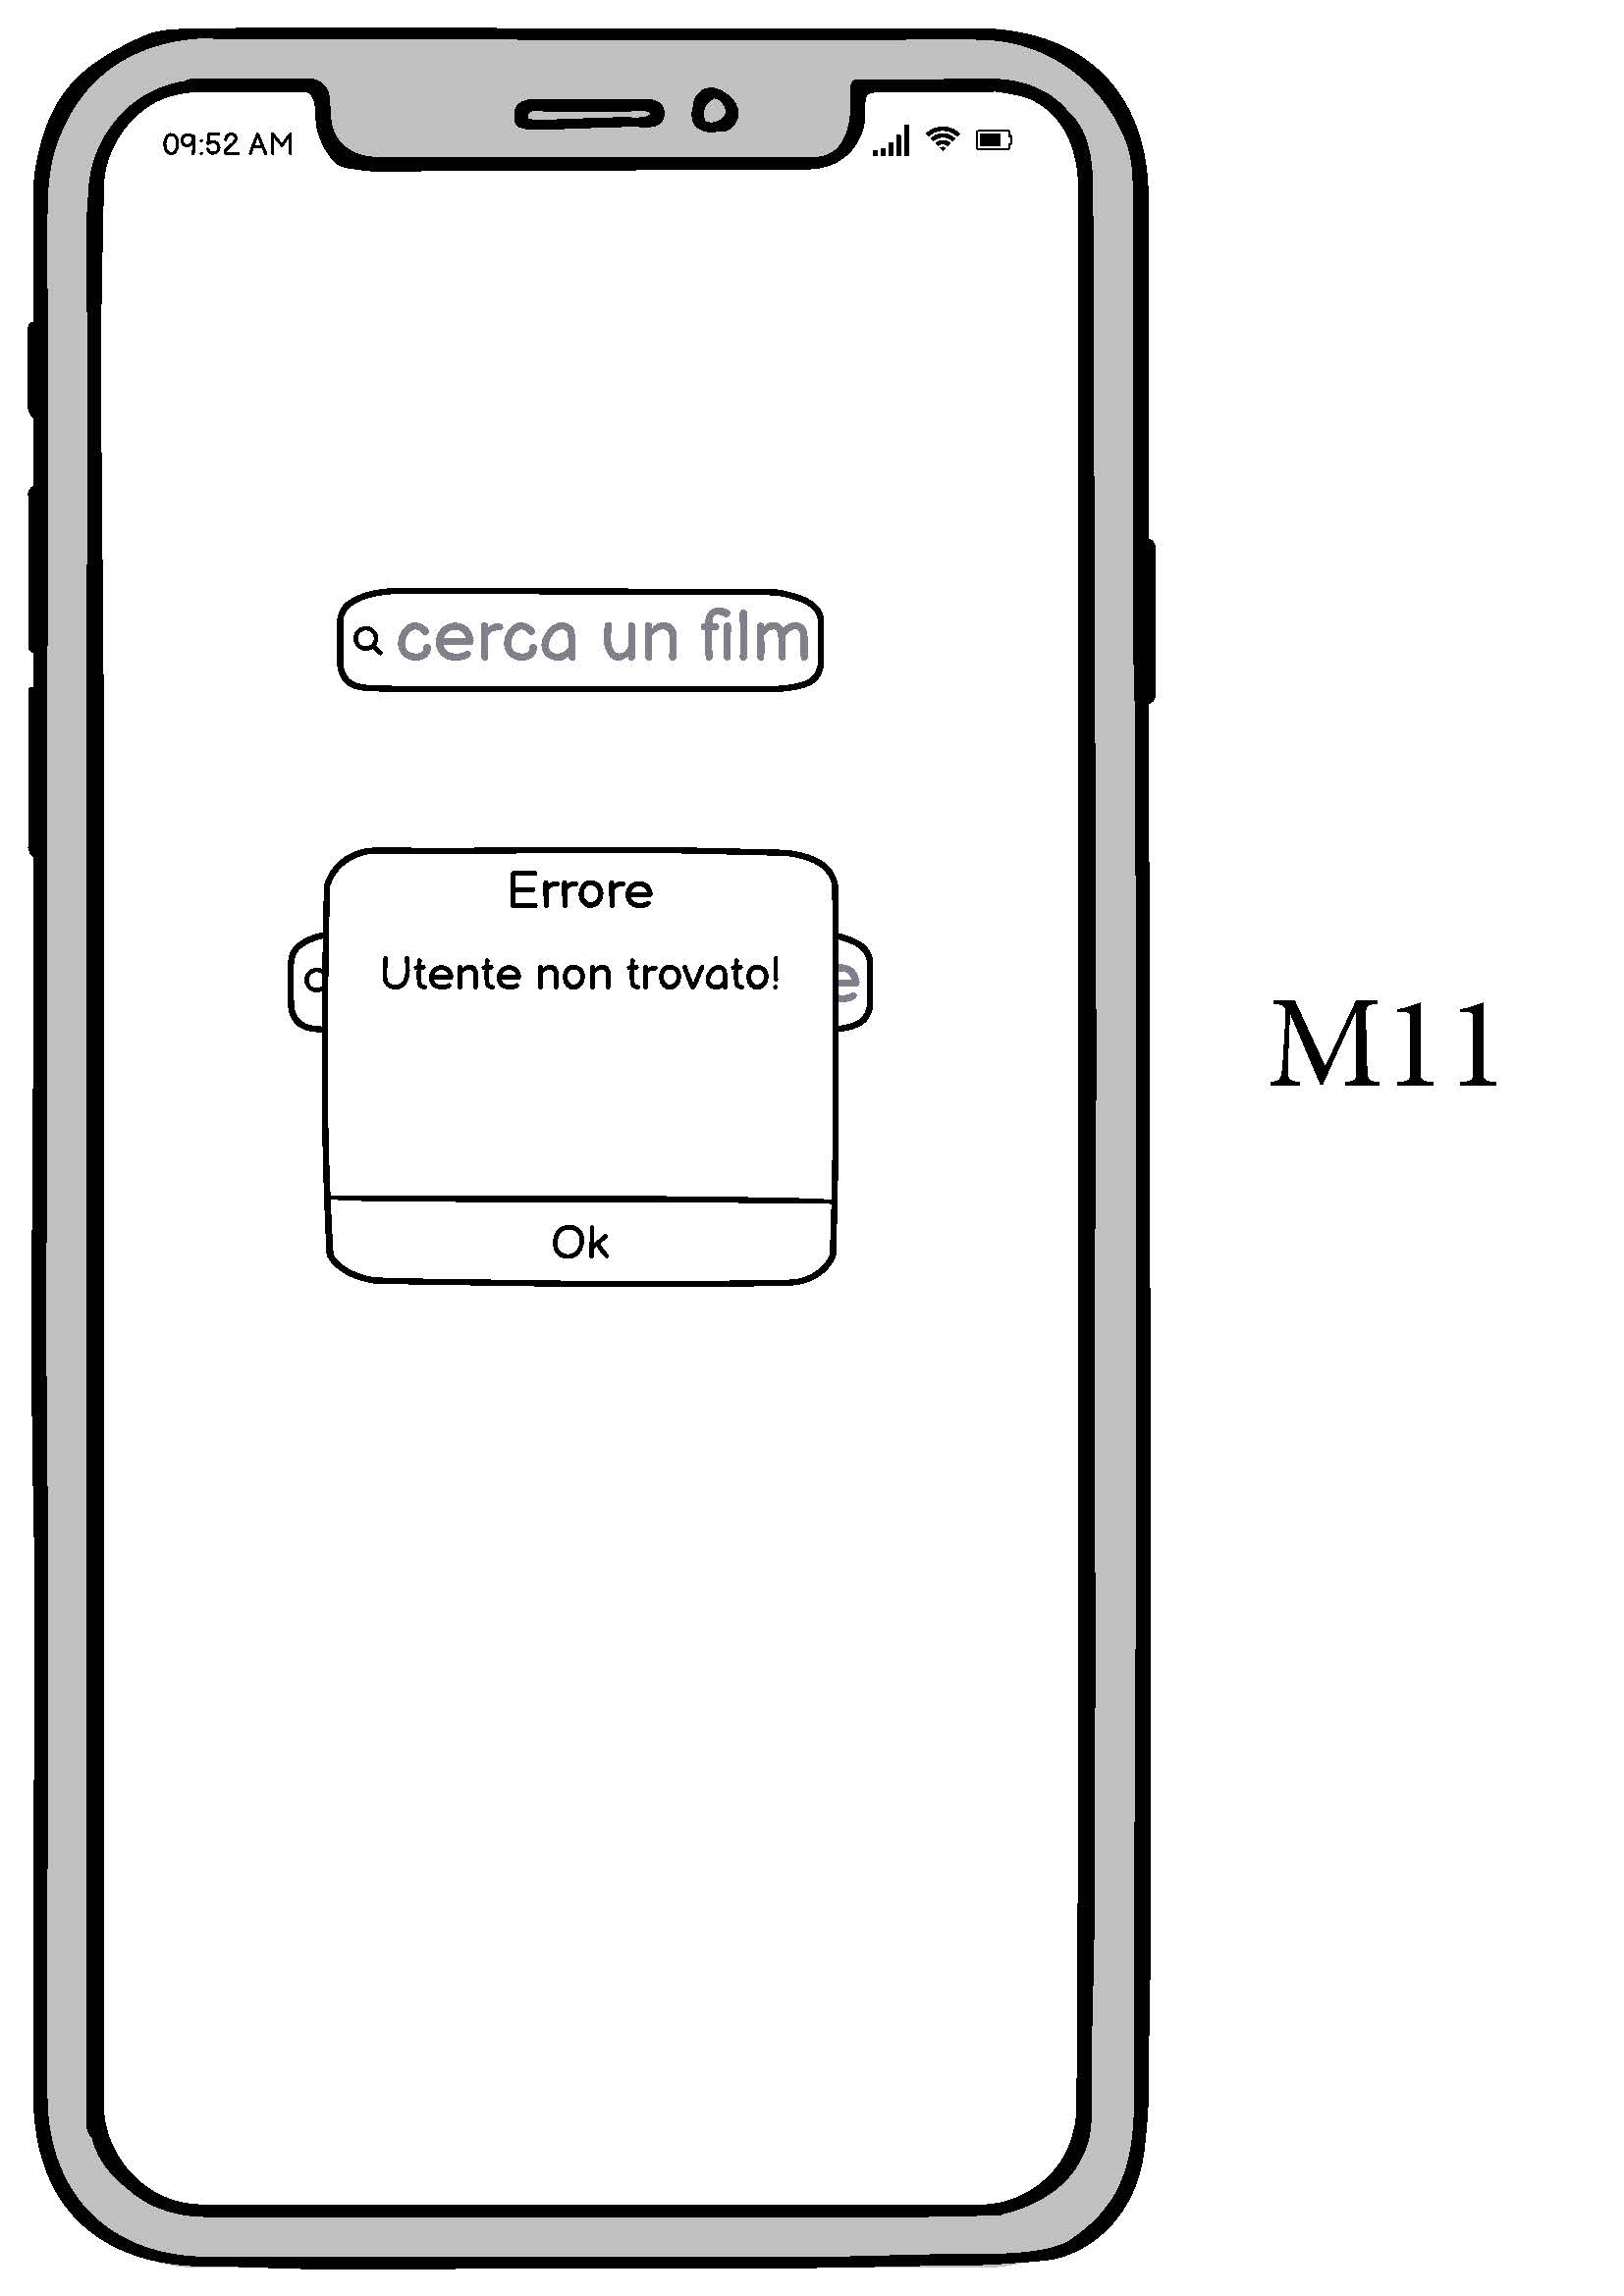 09:52 AM
cerca un film
Errore
Utente non trovato!
e
Ok
M11